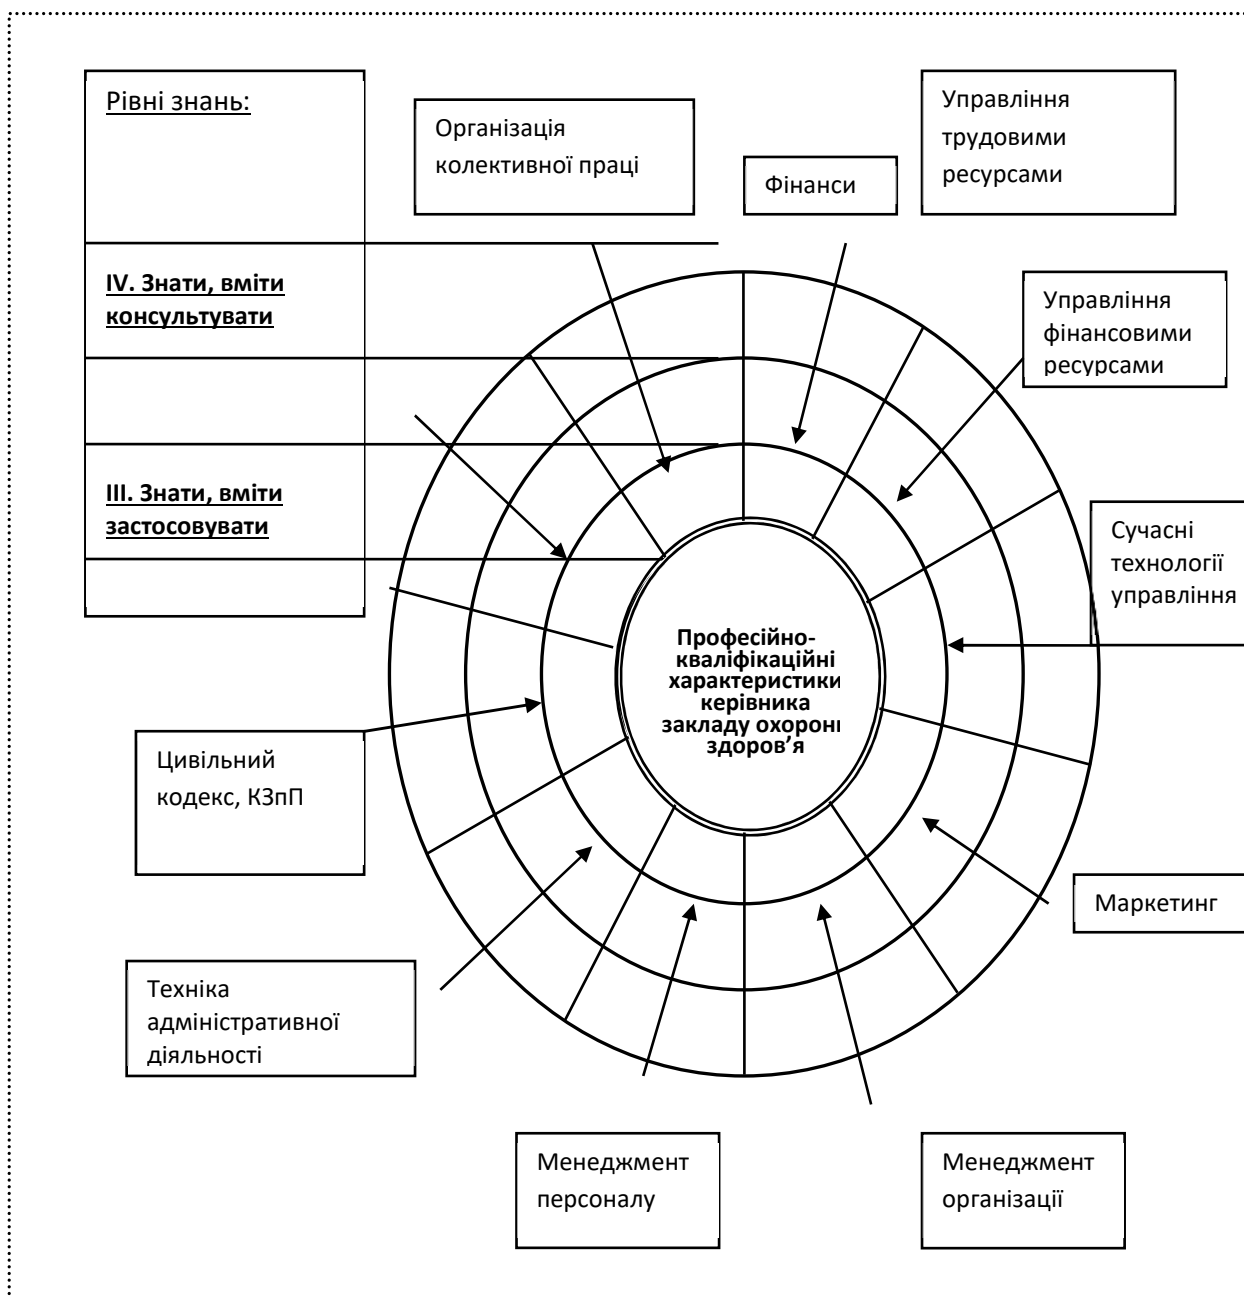 Рівні знань:
Організація
колективної праці
Фінанси
Управління
трудовими
ресурсами
ІV. Знати, вміти
консультувати
Управління
фінансовими
ресурсами
ІІІ. Знати, вміти
застосовувати
Сучасні
технології
управління
Професійно-
кваліфікаційні
характеристики
керівника
закладу охорони
здоров’я
Цивільний
кодекс, КЗпП
Маркетинг
Техніка
адміністративної
діяльності
Менеджмент
персоналу
Менеджмент
організації